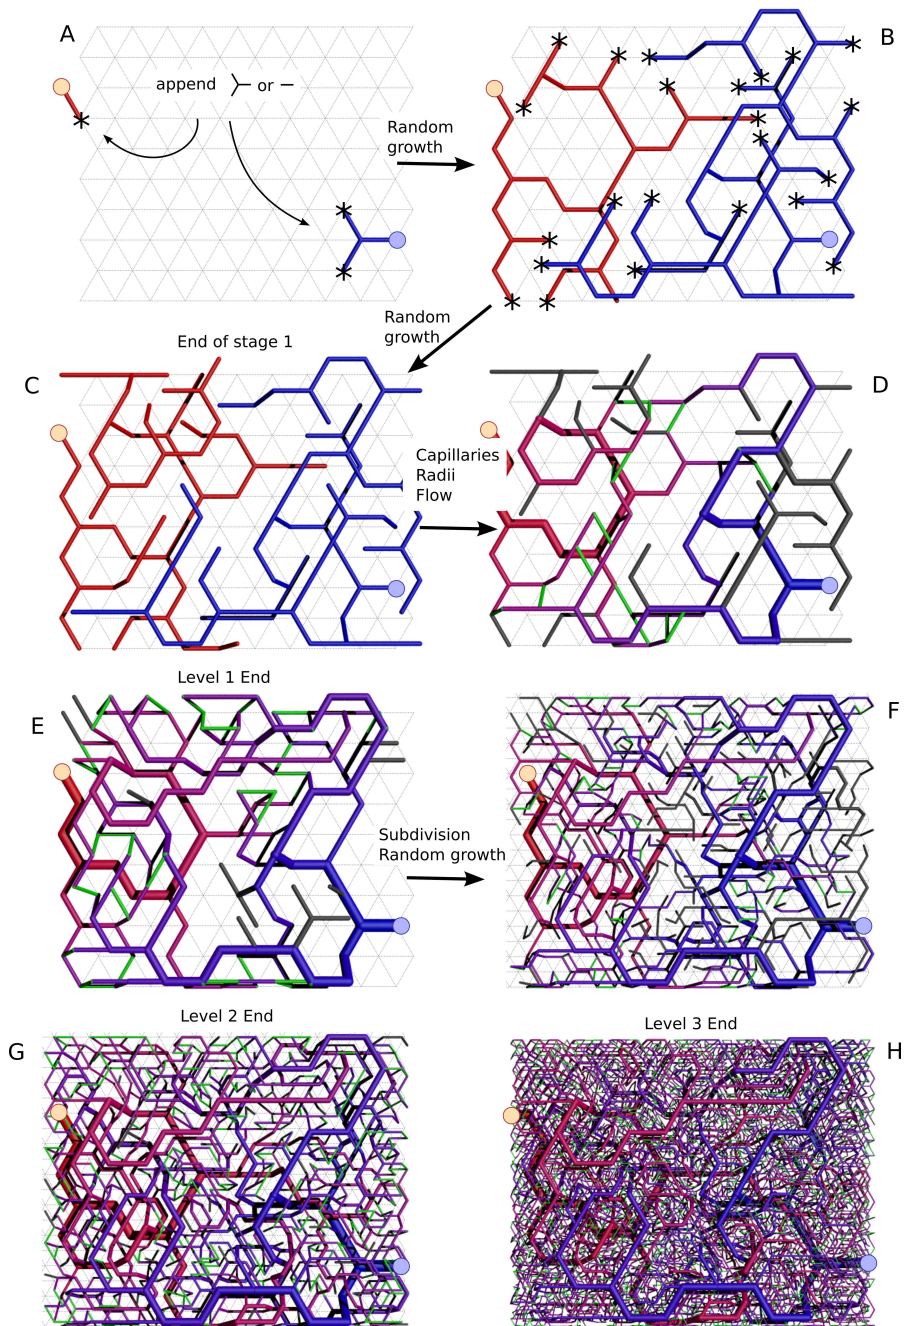 A
append or
B
Random
growth
Random
growth
End of stage 1
C
D
Capillaries
Radii
Flow
Level 1 End
E
F
Subdivision
Random growth
Level 2 End
Level 3 End
G
H